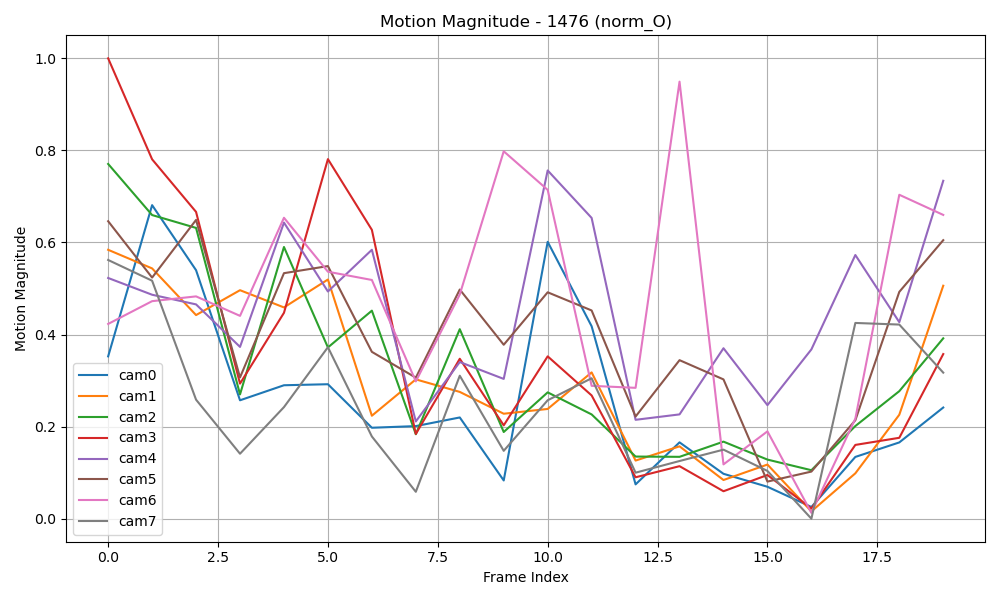 Motion Magnitude - 1476 (norm_O)
Motion Magnitude
1.0
0.8
0.6
0.4
0.2
0.0
cam0
cam1
cam2
cam3
cam4
cam5
cam6
cam7
0.0 2.5 5.0 7.5 10.0 12.5 15.0 17.5
Frame Index